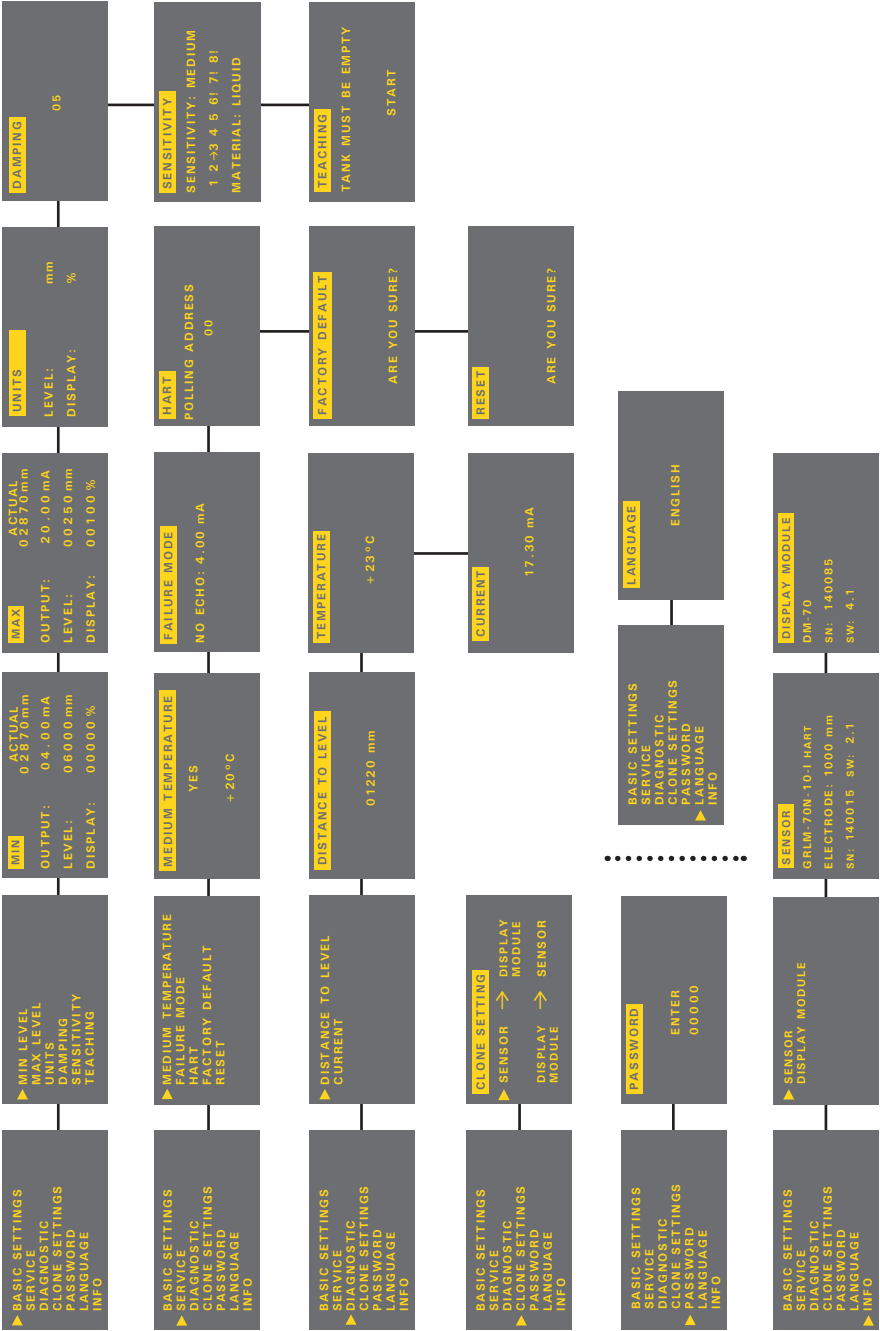 ▶ BASIC SETTINGS
SERVICE
DIAGNOSTIC
CLONE SETTINGS
PASSWORD
LANGUAGE
INFO
▶ MIN LEVEL
MAX LEVEL
UNITS
DAMPING
SENSITIVITY
TEACHING
MIN ACTUAL
02870mm
OUTPUT: 04.00mA
LEVEL: 06000mm
DISPLAY: 00000%
MAX ACTUAL
02870mm
OUTPUT: 20.00mA
LEVEL: 00250mm
DISPLAY: 00100%
UNITS
LEVEL: mm
DISPLAY: %
DAMPING
05
BASIC SETTINGS
▶ SERVICE
DIAGNOSTIC
CLONE SETTINGS
PASSWORD
LANGUAGE
INFO
▶ MEDIUM TEMPERATURE
FAILURE MODE
HART
FACTORY DEFAULT
RESET
MEDIUM TEMPERATURE
YES
+20°C
FAILURE MODE
NO ECHO: 4.00 mA
HART
POLLING ADDRESS
00
SENSITIVITY
SENSITIVITY: MEDIUM
1 2→3 4 5 6! 7! 8!
MATERIAL: LIQUID
BASIC SETTINGS
SERVICE
▶ DIAGNOSTIC
CLONE SETTINGS
PASSWORD
LANGUAGE
INFO
▶ DISTANCE TO LEVEL
CURRENT
DISTANCE TO LEVEL
01220 mm
TEMPERATURE
+23°C
FACTORY DEFAULT
ARE YOU SURE?
TEACHING
TANK MUST BE EMPTY
START
BASIC SETTINGS
SERVICE
DIAGNOSTIC
▶ CLONE SETTINGS
PASSWORD
LANGUAGE
INFO
CLONE SETTING
▶ SENSOR → DISPLAY
MODULE
DISPLAY → SENSOR
MODULE
CURRENT
17.30 mA
RESET
ARE YOU SURE?
BASIC SETTINGS
SERVICE
DIAGNOSTIC
CLONE SETTINGS
▶ PASSWORD
LANGUAGE
INFO
PASSWORD
ENTER
00000
BASIC SETTINGS
SERVICE
DIAGNOSTIC
CLONE SETTINGS
PASSWORD
▶ LANGUAGE
INFO
LANGUAGE
ENGLISH
BASIC SETTINGS
SERVICE
DIAGNOSTIC
CLONE SETTINGS
PASSWORD
LANGUAGE
▶ INFO
▶ SENSOR
DISPLAY MODULE
SENSOR
GRLM-70N-10-I HART
ELECTRODE: 1000 mm
SN: 140015 SW: 2.1
DISPLAY MODULE
DM-70
SN: 140085
SW: 4.1